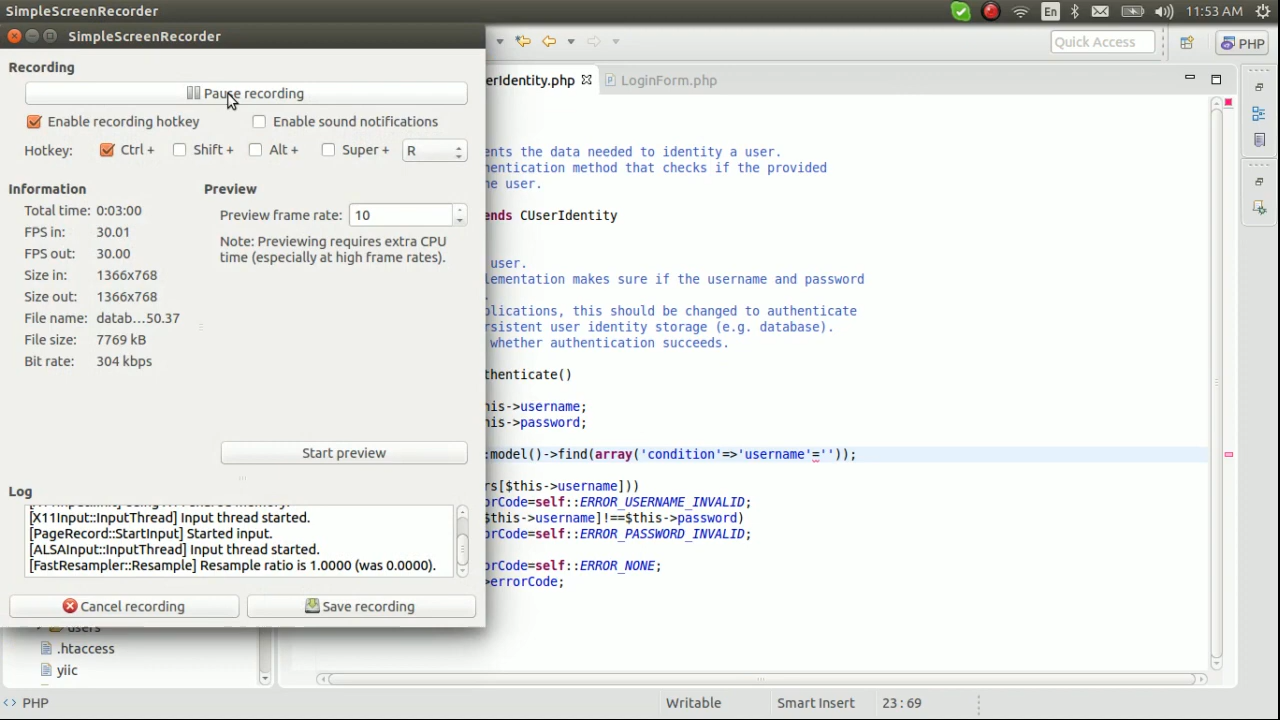 SimpleScreenRecorder
En
11:53 AM
SimpleScreenRecorder
Quick Access
PHP
Recording
erIdentity.php
LoginForm.php
Pause recording
Enable recording hotkey
Enable sound notifications
Hotkey:
Ctrl +
Shift +
Alt +
Super +
R
ents the data needed to identity a user.
hentication method that checks if the provided
he user.
Information
Preview
Total time: 0:03:00
Preview frame rate: 10
ends CUserIdentity
FPS in: 30.01
FPS out: 30.00
Note: Previewing requires extra CPU
time (especially at high frame rates).
Size in: 1366x768
Size out: 1366x768
File name: datab...50.37
File size: 7769 kB
Bit rate: 304 kbps
user.
lementation makes sure if the username and password
plications, this should be changed to authenticate
rsistent user identity storage (e.g. database).
whether authentication succeeds.
thenticate()
his->username;
his->password;
Start preview
:model()->find(array('condition'=>'username'=''));
Log
rs[$this->username]))
orCode=self::ERROR_USERNAME_INVALID;
$this->username]!==$this->password)
orCode=self::ERROR_PASSWORD_INVALID;
orCode=self::ERROR_NONE;
>errorCode;
[X11Input::InputThread] Input thread started.
[PageRecord::StartInput] Started input.
[ALSAInput::InputThread] Input thread started.
[FastResampler::Resample] Resample ratio is 1.0000 (was 0.0000).
Cancel recording
Save recording
users
.htaccess
yiic
PHP
Writable
Smart Insert
23 : 69